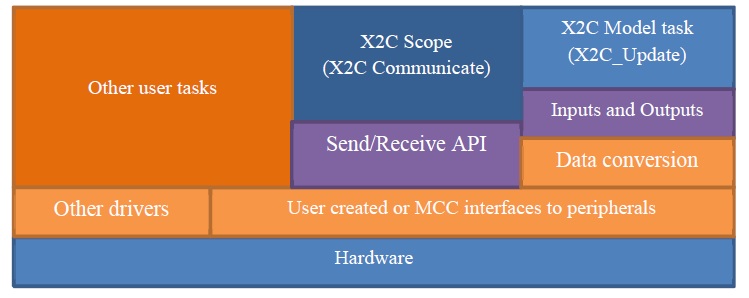 Other user tasks
X2C Scope
(X2C Communicate)
X2C Model task
(X2C_Update)
Inputs and Outputs
Send/Receive API
Data conversion
Other drivers
User created or MCC interfaces to peripherals
Hardware